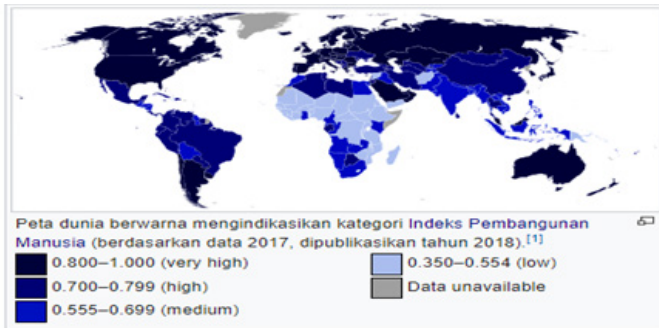 Peta dunia berwarna mengindikasikan kategori Indeks Pembangunan
Manusia (berdasarkan data 2017, dipublikasikan tahun 2018).[1]
0.800–1.000 (very high)
0.700–0.799 (high)
0.555–0.699 (medium)
0.350–0.554 (low)
Data unavailable